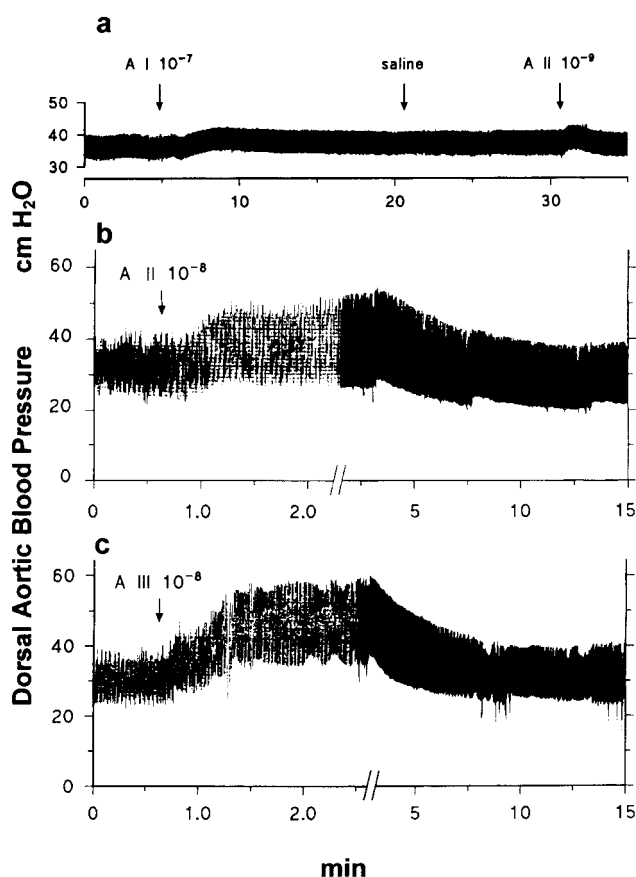 a
A I 10-7 saline A II 10-9
50
40
30
0 10 20 30
b
A II 10-8
60
40
20
0
0 1.0 2.0 5 10 15
c
A III 10-8
60
40
20
0
0 1.0 2.0 5 10 15
Dorsal Aortic Blood Pressure cm H2O
min